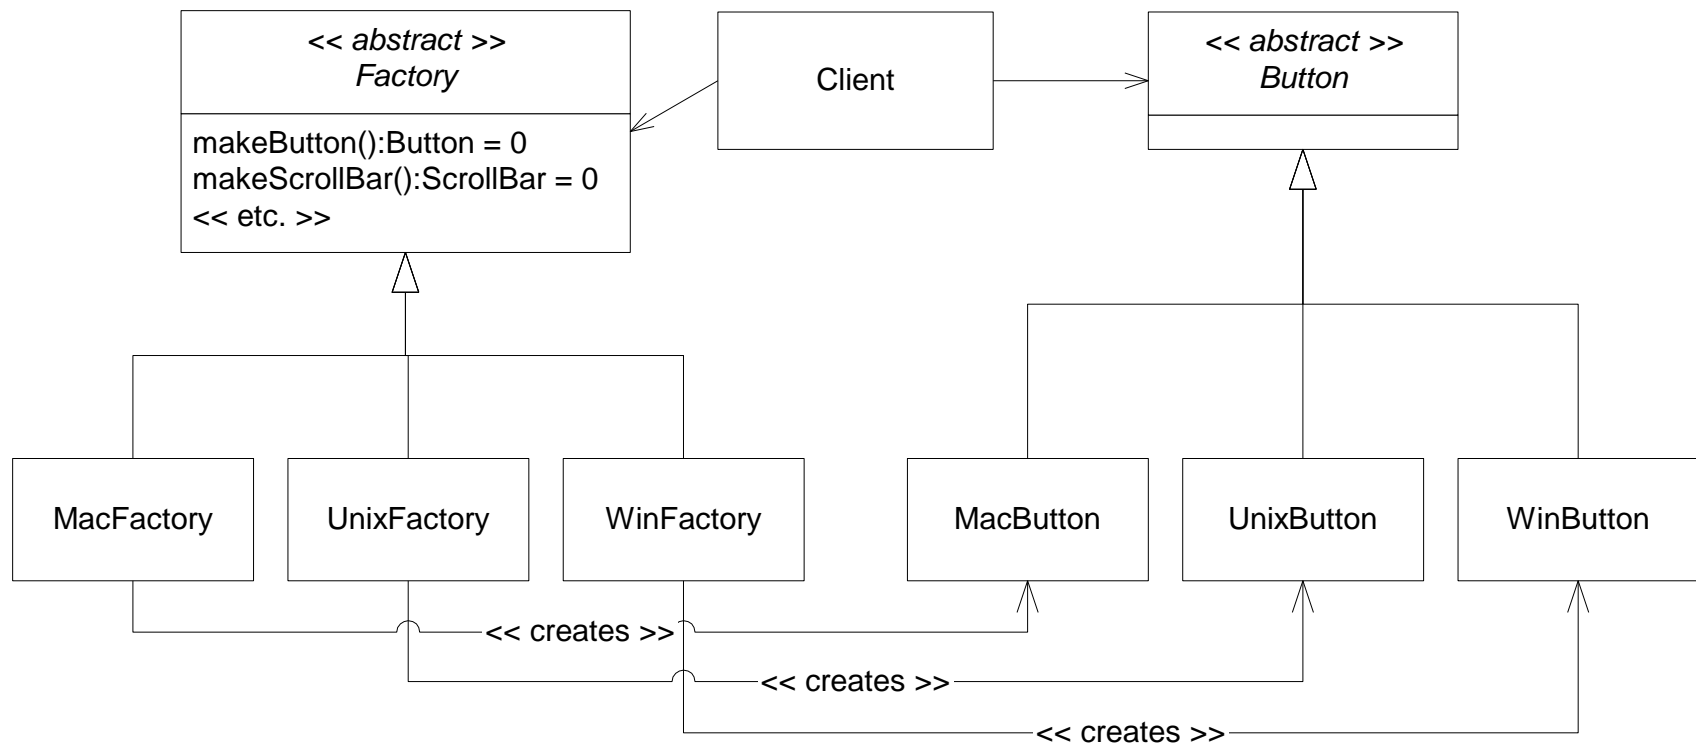 << abstract >>
Factory
makeButton():Button = 0
makeScrollBar():ScrollBar = 0
<< etc. >>
Client
<< abstract >>
Button
MacFactory
UnixFactory
WinFactory
MacButton
UnixButton
WinButton
<< creates >>
<< creates >>
<< creates >>